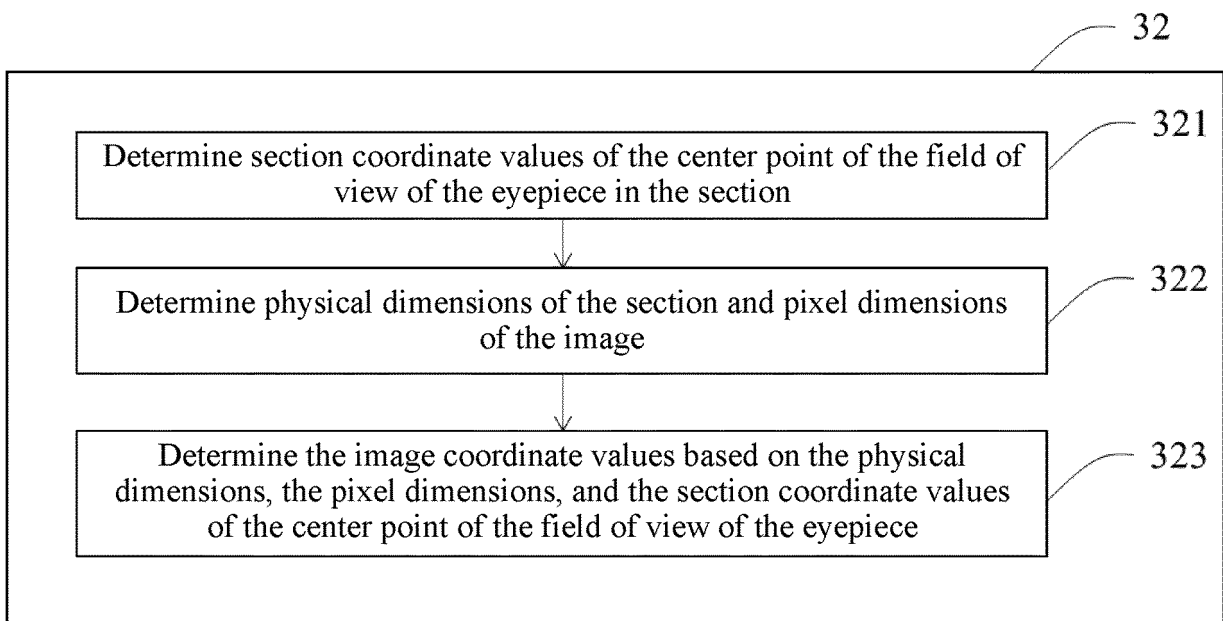 32
321
Determine section coordinate values of the center point of the field of
view of the eyepiece in the section
322
Determine physical dimensions of the section and pixel dimensions
of the image
323
Determine the image coordinate values based on the physical
dimensions, the pixel dimensions, and the section coordinate values
of the center point of the field of view of the eyepiece